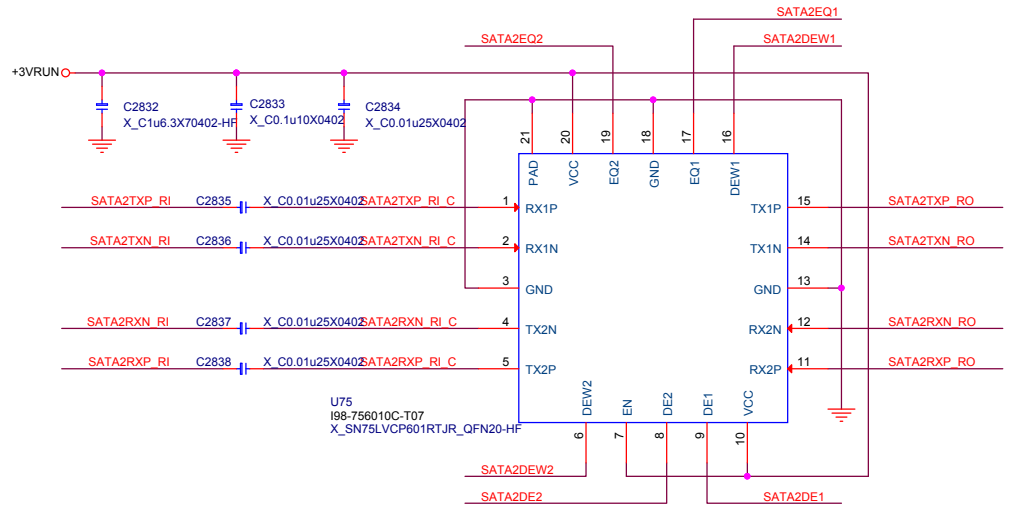 SATA2EQ1
SATA2EQ2
SATA2DEW1
+3VRUN
C2832
X_C1u6.3X70402-HF
C2833
X_C0.1u10X0402
C2834
X_C0.01u25X0402
21
20
19
18
17
16
PAD
VCC
EQ2
GND
EQ1
DEW1
SATA2TXP_RI
C2835
X_C0.01u25X0402
SATA2TXP_RI_C
1
RX1P
TX1P
15
SATA2TXP_RO
SATA2TXN_RI
C2836
X_C0.01u25X0402
SATA2TXN_RI_C
2
RX1N
TX1N
14
SATA2TXN_RO
3
GND
GND
13
SATA2RXN_RI
C2837
X_C0.01u25X0402
SATA2RXN_RI_C
4
TX2N
RX2N
12
SATA2RXN_RO
SATA2RXP_RI
C2838
X_C0.01u25X0402
SATA2RXP_RI_C
5
TX2P
RX2P
11
SATA2RXP_RO
U75
I98-756010C-T07
X_SN75LVCP601RTJR_QFN20-HF
DEW2
EN
DE2
DE1
VCC
6
7
8
9
10
SATA2DEW2
SATA2DE2
SATA2DE1